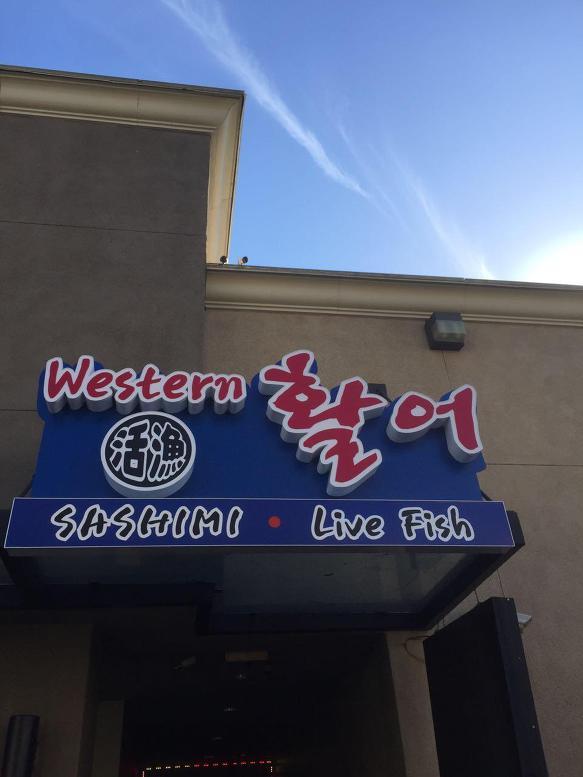 Western 활어
活漁
SASHIMI • Live Fish